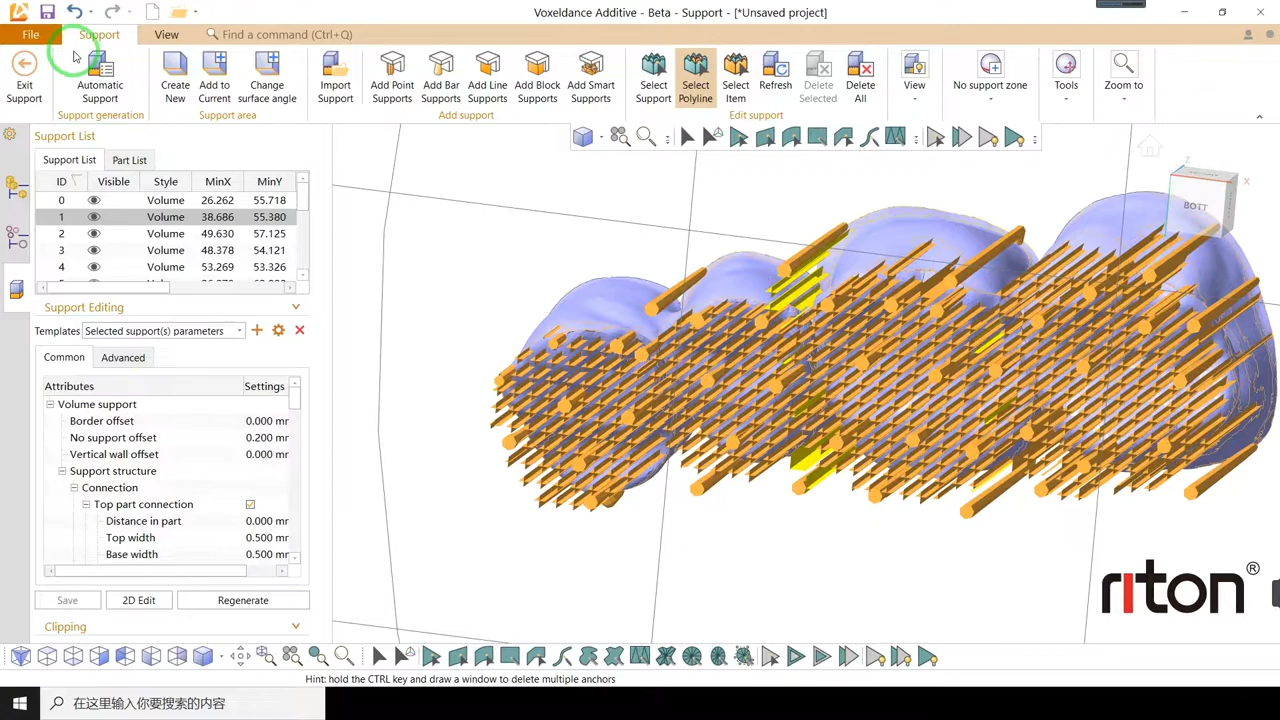 Voxeldance Additive - Beta - Support - [*Unsaved project]
File Support View Find a command (Ctrl+Q)
Exit Support
Automatic Support
Create New
Add to Current
Change surface angle
Import Support
Add Point Supports
Add Bar Supports
Add Line Supports
Add Block Supports
Add Smart Supports
Select Support
Select Polyline
Select Item
Refresh
Delete Selected
Delete All
View
No support zone
Tools
Zoom to
Support generation Support area Add support Edit support
Support List
Support List Part List
ID Visible Style MinX MinY
0 Volume 26.262 55.718
1 Volume 38.686 55.380
2 Volume 49.630 57.125
3 Volume 48.378 54.121
4 Volume 53.269 53.326
Support Editing
Templates Selected support(s) parameters
Common Advanced
Attributes Settings
Volume support
Border offset 0.000 mr
No support offset 0.200 mr
Vertical wall offset 0.000 mr
Support structure
Connection
Top part connection
Distance in part 0.000 mr
Top width 0.500 mr
Base width 0.500 mr
Save 2D Edit Regenerate
Clipping
Z
X
BOTT
riton®
Hint: hold the CTRL key and draw a window to delete multiple anchors
在这里输入你要搜索的内容